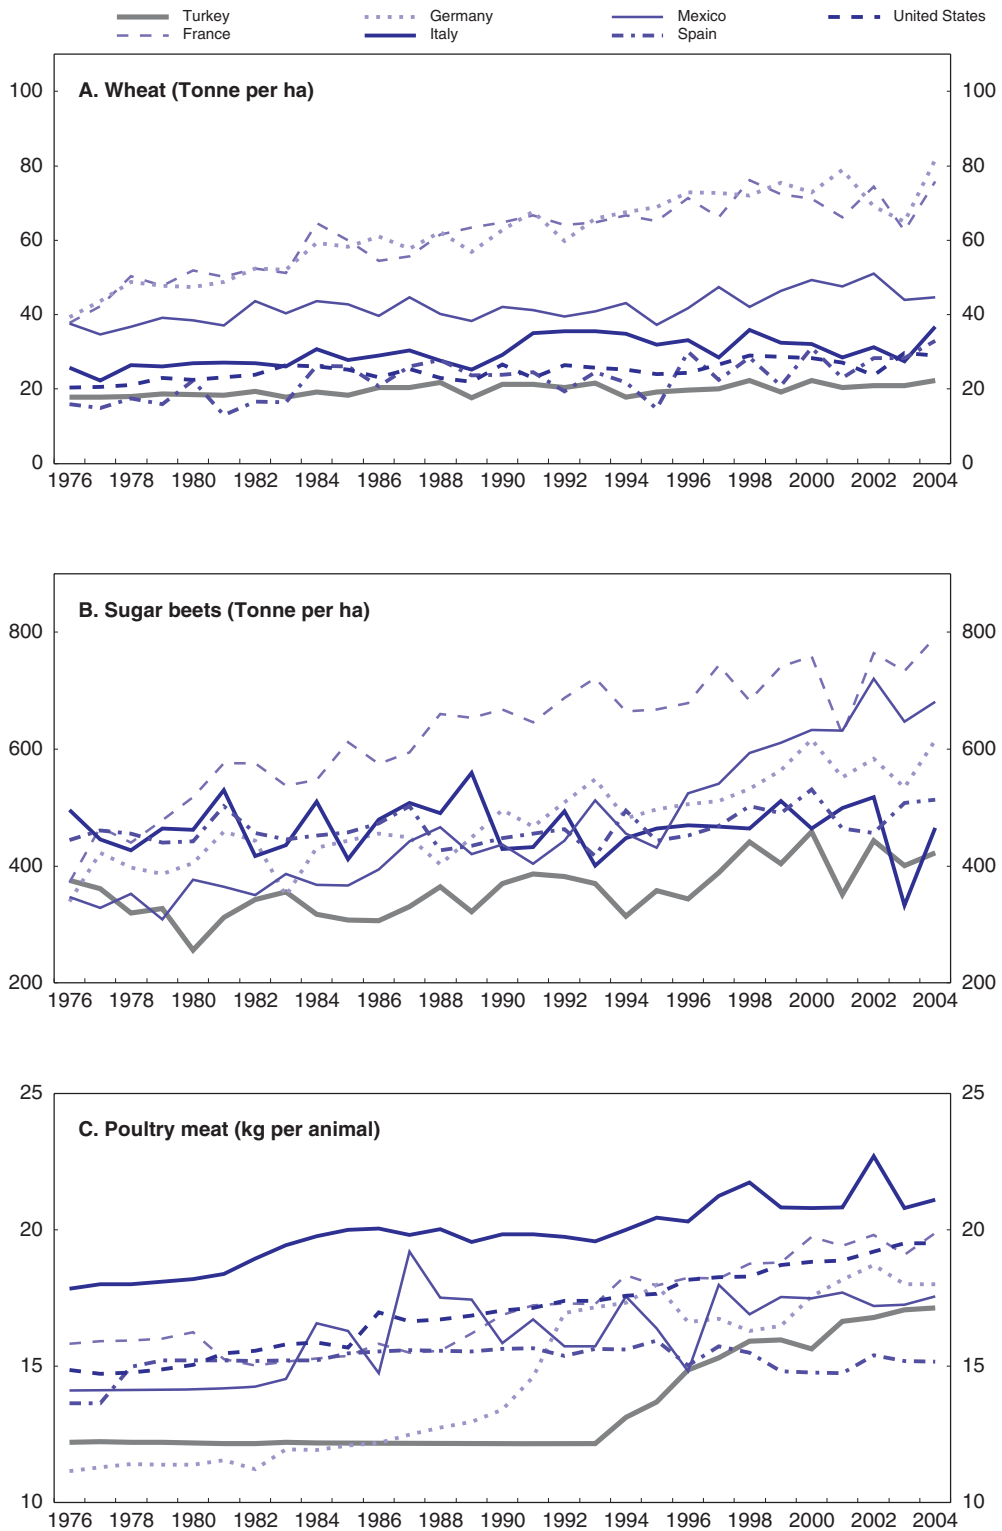 Turkey Germany Mexico United States
France Italy Spain
A. Wheat (Tonne per ha)
100 100
80 80
60 60
40 40
20 20
0 0
1976 1978 1980 1982 1984 1986 1988 1990 1992 1994 1996 1998 2000 2002 2004
B. Sugar beets (Tonne per ha)
800 800
600 600
400 400
200 200
1976 1978 1980 1982 1984 1986 1988 1990 1992 1994 1996 1998 2000 2002 2004
25 25
C. Poultry meat (kg per animal)
20 20
15 15
10 10
1976 1978 1980 1982 1984 1986 1988 1990 1992 1994 1996 1998 2000 2002 2004